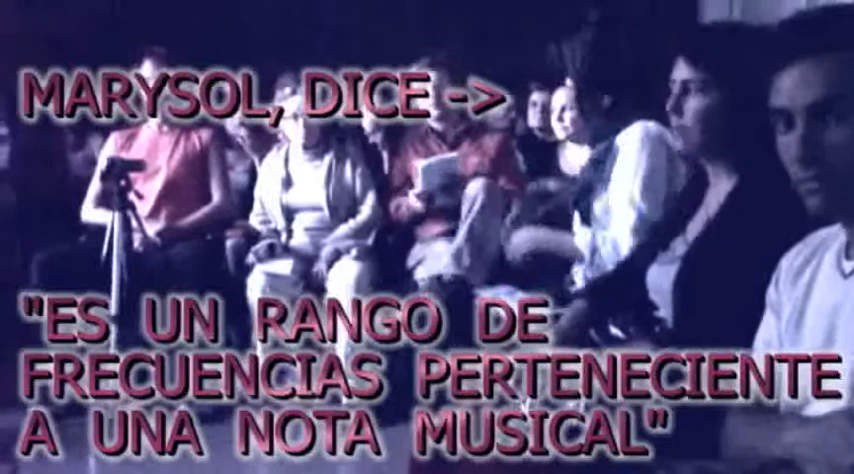 MARYSOL, DICE ->
"ES UN RANGO DE
FRECUENCIAS PERTENECIENTE
A UNA NOTA MUSICAL"